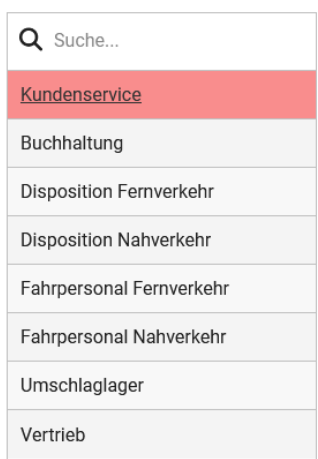 Suche...
Kundenservice
Buchhaltung
Disposition Fernverkehr
Disposition Nahverkehr
Fahrpersonal Fernverkehr
Fahrpersonal Nahverkehr
Umschlaglager
Vertrieb